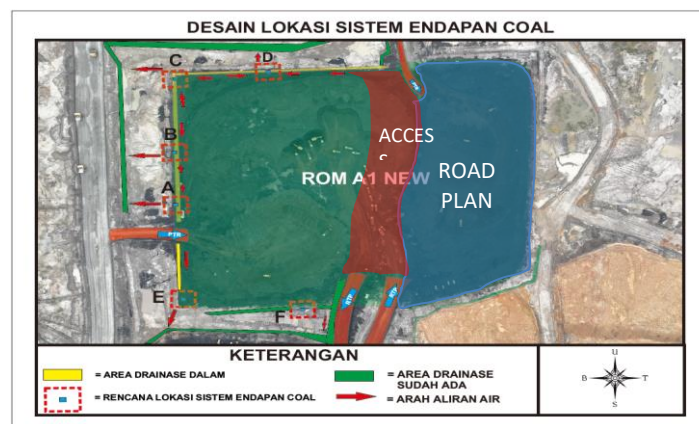 DESAIN LOKASI SISTEM ENDAPAN COAL
C
D
B
A
ACCES
S
ROM A1 NEW
ROAD
PLAN
E
F
KETERANGAN
= AREA DRAINASE DALAM
= AREA DRAINASE
SUDAH ADA
= RENCANA LOKASI SISTEM ENDAPAN COAL
= ARAH ALIRAN AIR
U
B
T
S